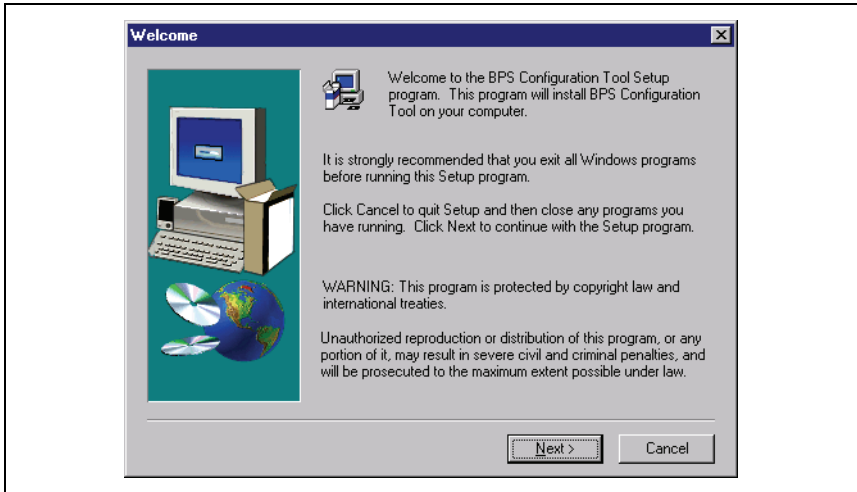 Welcome
Welcome to the BPS Configuration Tool Setup
program. This program will install BPS Configuration
Tool on your computer.
It is strongly recommended that you exit all Windows programs
before running this Setup program.
Click Cancel to quit Setup and then close any programs you
have running. Click Next to continue with the Setup program.
WARNING: This program is protected by copyright law and
international treaties.
Unauthorized reproduction or distribution of this program, or any
portion of it, may result in severe civil and criminal penalties, and
will be prosecuted to the maximum extent possible under law.
Next >
Cancel